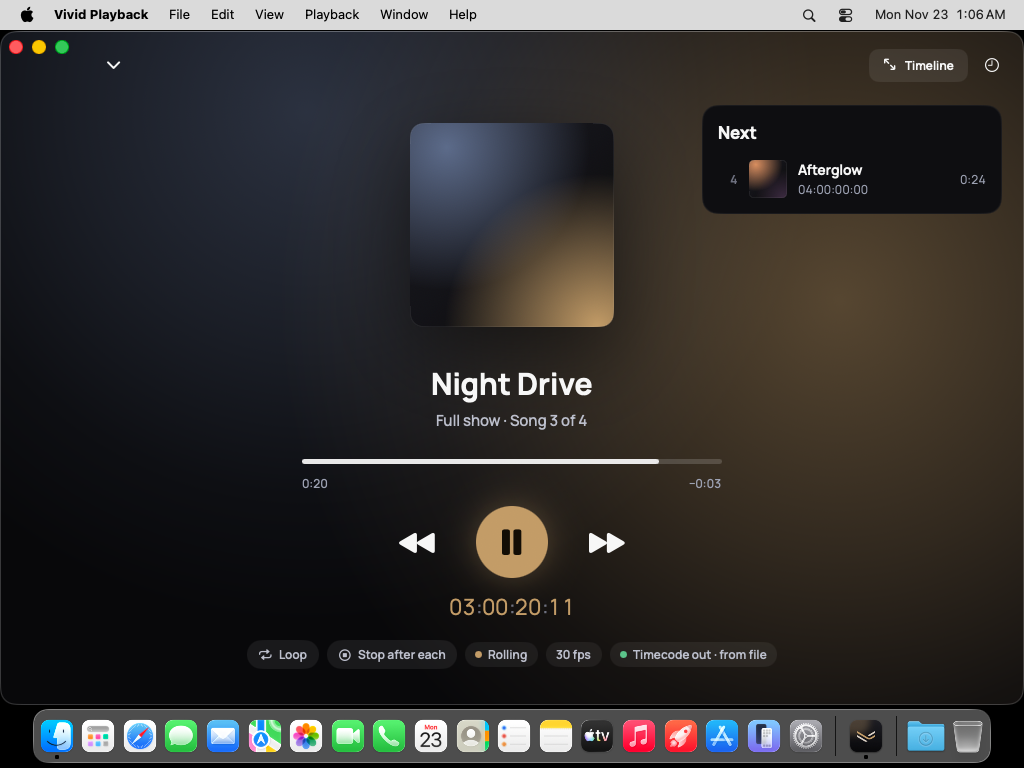 Vivid Playback File Edit View Playback Window Help Mon Nov 23 1:06 AM
Timeline
Next
4 Afterglow 0:24
04:00:00:00
Night Drive
Full show · Song 3 of 4
0:20 −0:03
03:00:20:11
Loop Stop after each Rolling 30 fps Timecode out · from file
Mon
23
tv